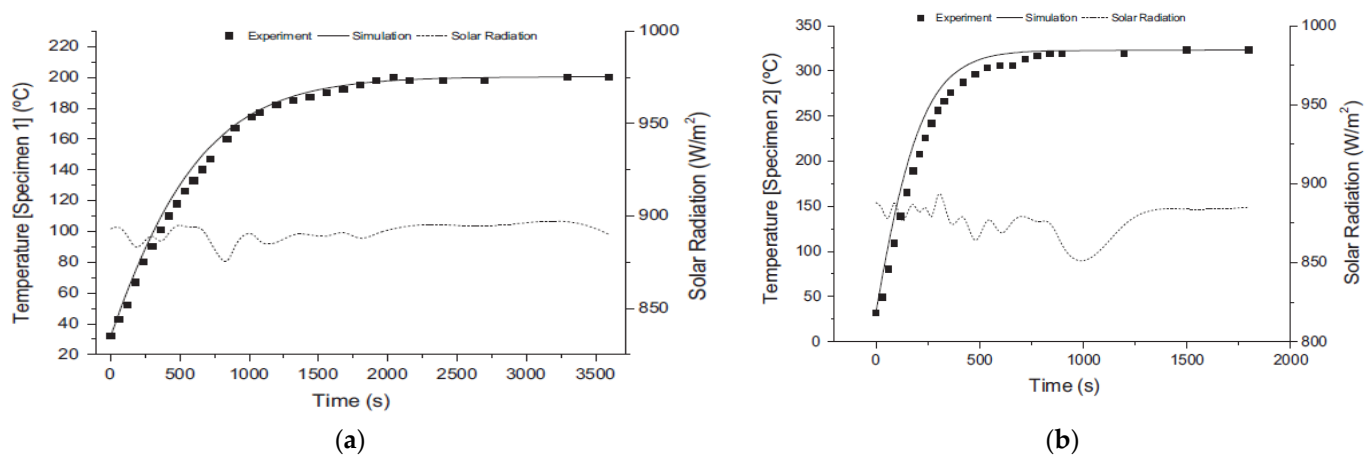 Experiment Simulation Solar Radiation
Temperature [Specimen 1] (ºC)
220
200
180
160
140
120
100
80
60
40
20
0 500 1000 1500 2000 2500 3000 3500
Time (s)
1000
950
900
850
Solar Radiation (W/m²)
(a)
Experiment Simulation Solar Radiation
Temperature [Specimen 2] (ºC)
350
300
250
200
150
100
50
0
0 500 1000 1500 2000
Time (s)
1000
950
900
850
800
Solar Radiation (W/m²)
(b)